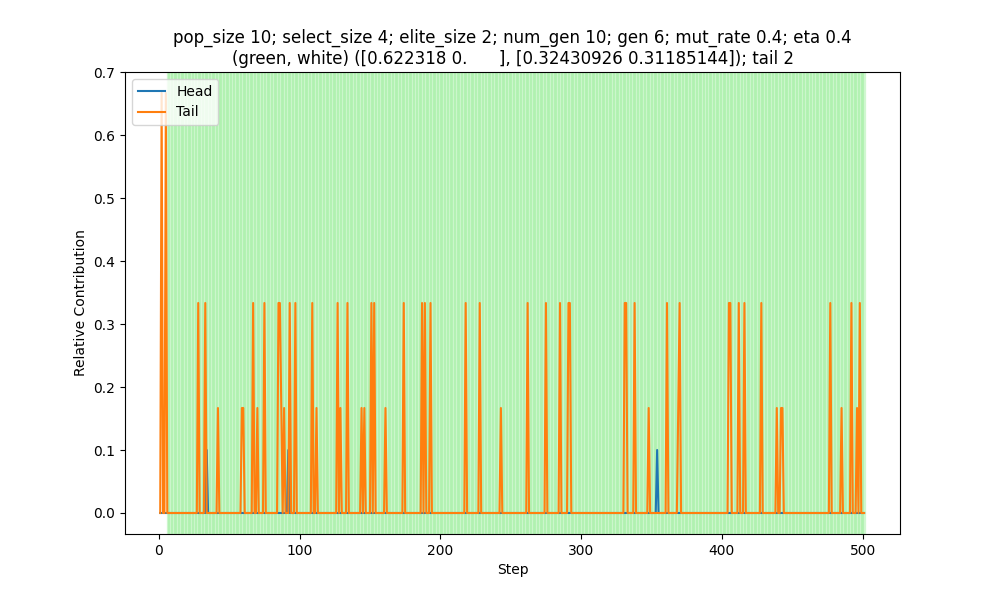 pop_size 10; select_size 4; elite_size 2; num_gen 10; gen 6; mut_rate 0.4; eta 0.4
(green, white) ([0.622318 0.      ], [0.32430926 0.31185144]); tail 2
Head
Tail
0.7
0.6
0.5
0.4
0.3
0.2
0.1
0.0
Relative Contribution
0 100 200 300 400 500
Step